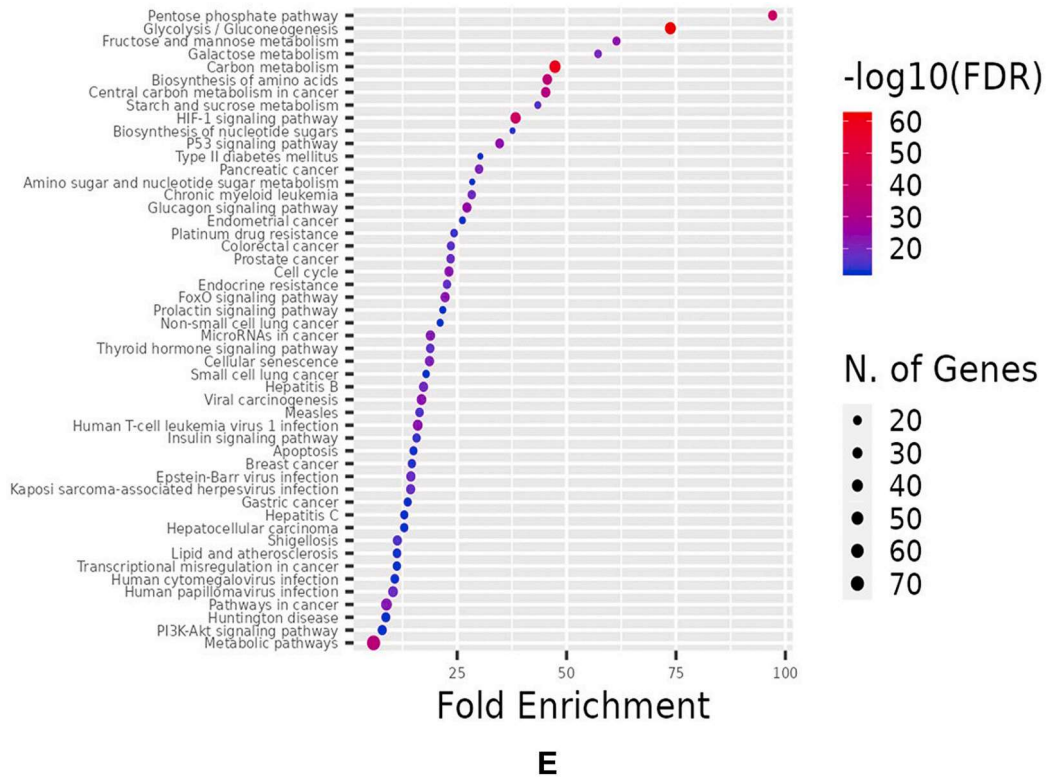 Pentose phosphate pathway
Glycolysis / Gluconeogenesis
Fructose and mannose metabolism
Galactose metabolism
Carbon metabolism
Biosynthesis of amino acids
Central carbon metabolism in cancer
Starch and sucrose metabolism
HIF-1 signaling pathway
Biosynthesis of nucleotide sugars
P53 signaling pathway
Type II diabetes mellitus
Pancreatic cancer
Amino sugar and nucleotide sugar metabolism
Chronic myeloid leukemia
Glucagon signaling pathway
Endometrial cancer
Platinum drug resistance
Colorectal cancer
Prostate cancer
Cell cycle
Endocrine resistance
FoxO signaling pathway
Prolactin signaling pathway
Non-small cell lung cancer
MicroRNAs in cancer
Thyroid hormone signaling pathway
Cellular senescence
Small cell lung cancer
Hepatitis B
Viral carcinogenesis
Measles
Human T-cell leukemia virus 1 infection
Insulin signaling pathway
Apoptosis
Breast cancer
Epstein-Barr virus infection
Kaposi sarcoma-associated herpesvirus infection
Gastric cancer
Hepatitis C
Hepatocellular carcinoma
Shigellosis
Lipid and atherosclerosis
Transcriptional misregulation in cancer
Human cytomegalovirus infection
Human papillomavirus infection
Pathways in cancer
Huntington disease
PI3K-Akt signaling pathway
Metabolic pathways
25 50 75 100
Fold Enrichment
-log10(FDR)
60
50
40
30
20
N. of Genes
20
30
40
50
60
70
E